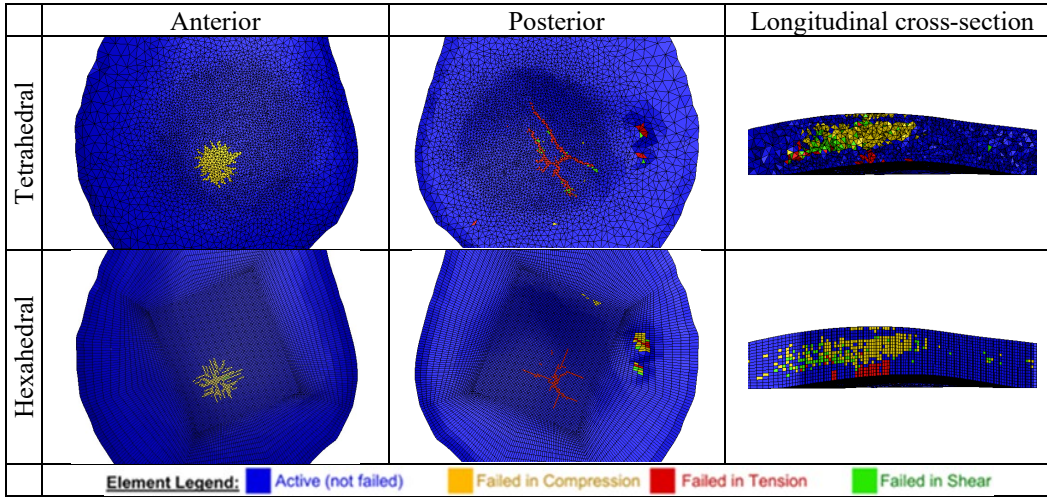 Anterior
Posterior
Longitudinal cross-section
Tetrahedral
Hexahedral
Element Legend: Active (not failed) Failed in Compression Failed in Tension Failed in Shear